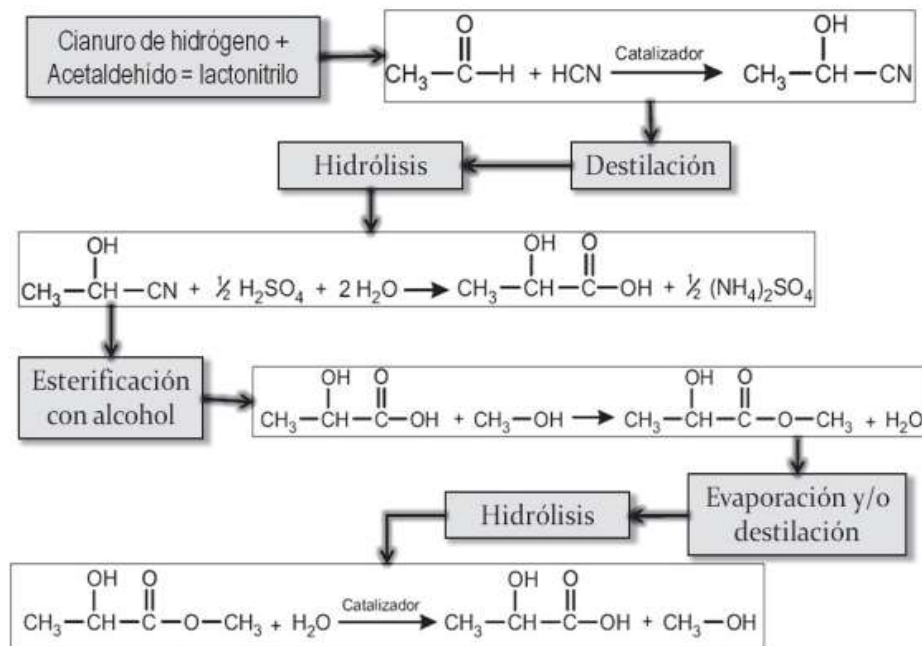 Cianuro de hidrógeno +
Acetaldehído = lactonitrilo
O
CH3—C—H + HCN Catalizador
OH
CH3—CH—CN
Hidrólisis
Destilación
OH
CH3—CH—CN + ½ H2SO4 + 2 H2O
OH O
CH3—CH—C—OH + ½ (NH4)2SO4
Esterificación
con alcohol
OH O
CH3—CH—C—OH + CH3—OH
OH O
CH3—CH—C—O—CH3 + H2O
Evaporación y/o
destilación
Hidrólisis
OH O
CH3—CH—C—O—CH3 + H2O Catalizador
OH O
CH3—CH—C—OH + CH3—OH